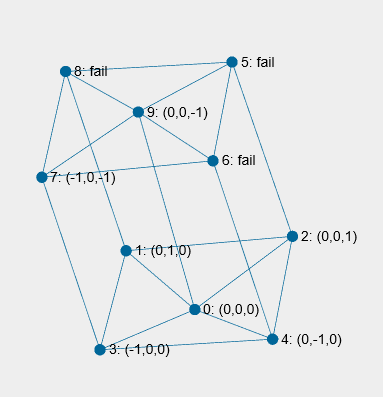 5: fail
8: fail
9: (0,0,-1)
6: fail
7: (-1,0,-1)
2: (0,0,1)
1: (0,1,0)
0: (0,0,0)
4: (0,-1,0)
3: (-1,0,0)